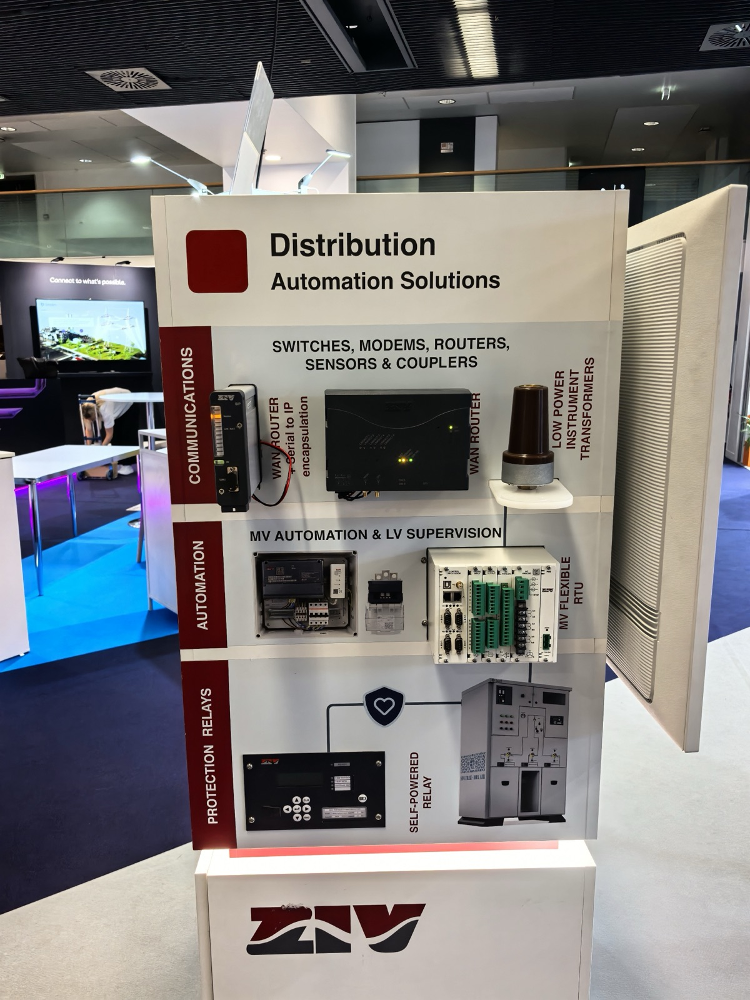 Connect to what's possible.
Distribution
Automation Solutions
COMMUNICATIONS
SWITCHES, MODEMS, ROUTERS,
SENSORS & COUPLERS
ZIV
WAN ROUTER
+ Serial to IP
encapsulation
WAN ROUTER
LOW POWER
INSTRUMENT
TRANSFORMERS
AUTOMATION
MV AUTOMATION & LV SUPERVISION
MV FLEXIBLE
RTU
PROTECTION RELAYS
ZIV
SELF-POWERED
RELAY
ZIV